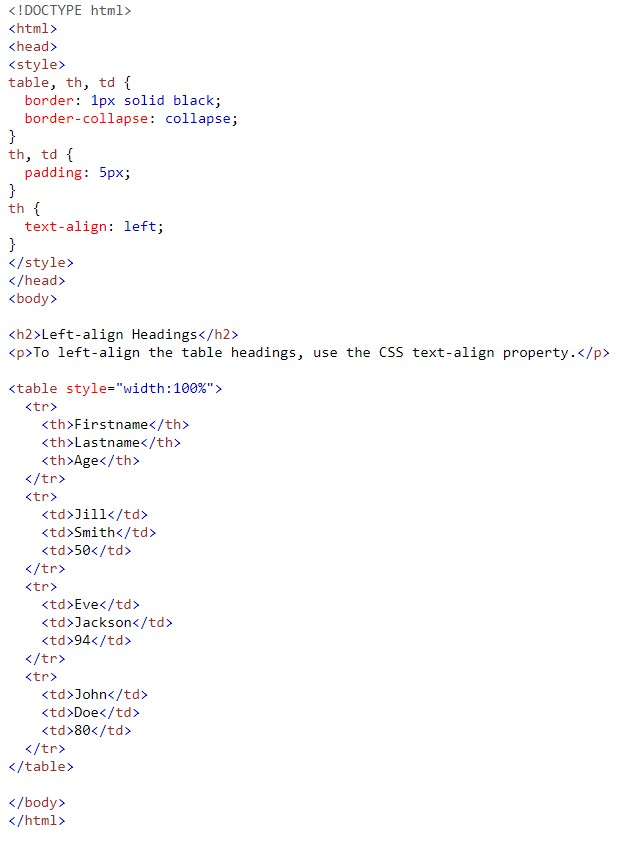 <!DOCTYPE html>
<html>
<head>
<style>
table, th, td {
  border: 1px solid black;
  border-collapse: collapse;
}
th, td {
  padding: 5px;
}
th {
  text-align: left;
}
</style>
</head>
<body>

<h2>Left-align Headings</h2>
<p>To left-align the table headings, use the CSS text-align property.</p>

<table style="width:100%">
  <tr>
    <th>Firstname</th>
    <th>Lastname</th>
    <th>Age</th>
  </tr>
  <tr>
    <td>Jill</td>
    <td>Smith</td>
    <td>50</td>
  </tr>
  <tr>
    <td>Eve</td>
    <td>Jackson</td>
    <td>94</td>
  </tr>
  <tr>
    <td>John</td>
    <td>Doe</td>
    <td>80</td>
  </tr>
</table>

</body>
</html>